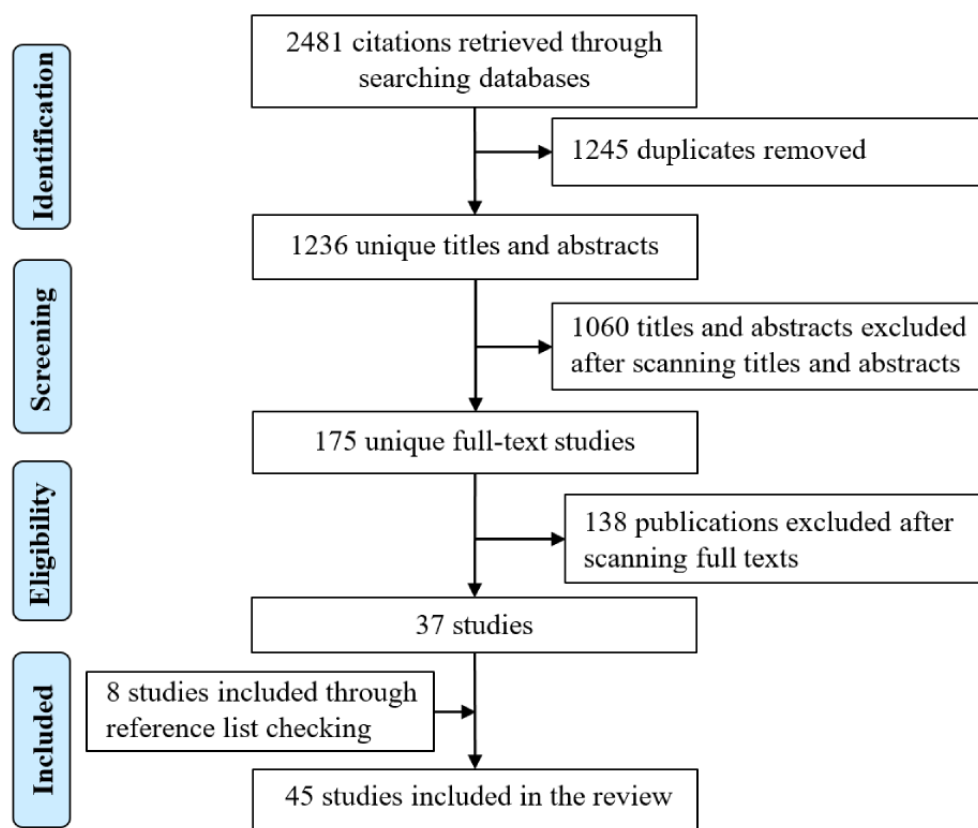 2481 citations retrieved through
searching databases
Identification
1245 duplicates removed
1236 unique titles and abstracts
Screening
1060 titles and abstracts excluded
after scanning titles and abstracts
175 unique full-text studies
Eligibility
138 publications excluded after
scanning full texts
37 studies
Included
8 studies included through
reference list checking
45 studies included in the review